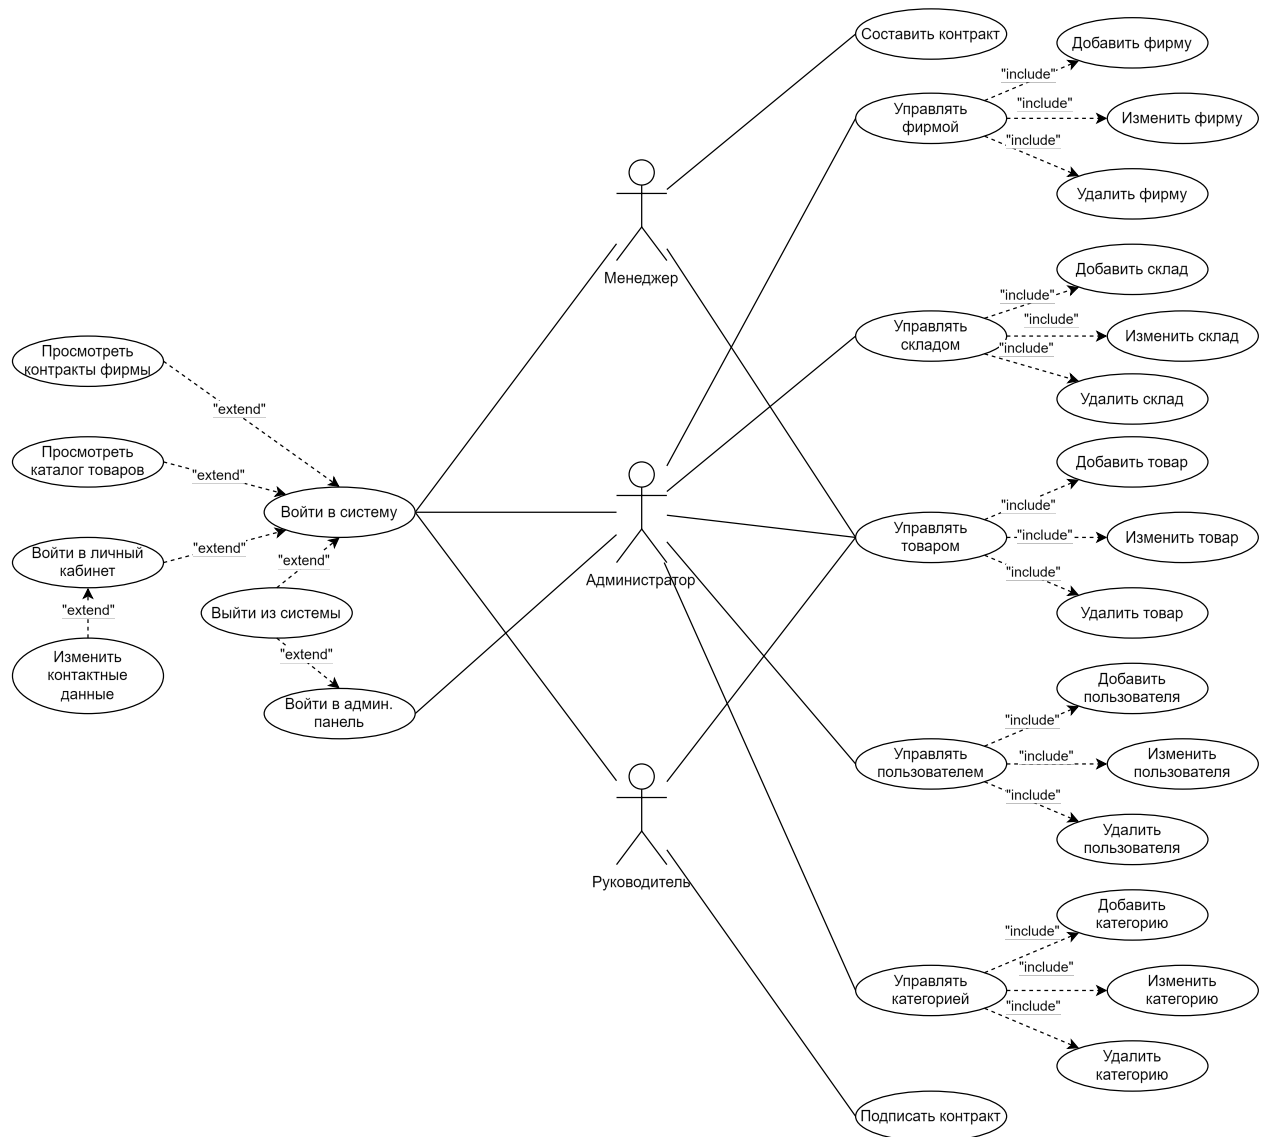 Составить контракт
Добавить фирму
"include"
Управлять
фирмой
"include"
Изменить фирму
"include"
Удалить фирму
Менеджер
Добавить склад
"include"
Управлять
складом
"include"
Изменить склад
"include"
Удалить склад
Просмотреть
контракты фирмы
"extend"
Просмотреть
каталог товаров
"extend"
Войти в систему
Войти в личный
кабинет
"extend"
"extend"
"extend"
Выйти из системы
Изменить
контактные
данные
"extend"
Войти в админ.
панель
Администратор
Добавить товар
"include"
Управлять
товаром
"include"
Изменить товар
"include"
Удалить товар
Добавить
пользователя
"include"
Управлять
пользователем
"include"
Изменить
пользователя
"include"
Удалить
пользователя
Руководитель
Добавить
категорию
"include"
Управлять
категорией
"include"
Изменить
категорию
"include"
Удалить
категорию
Подписать контракт